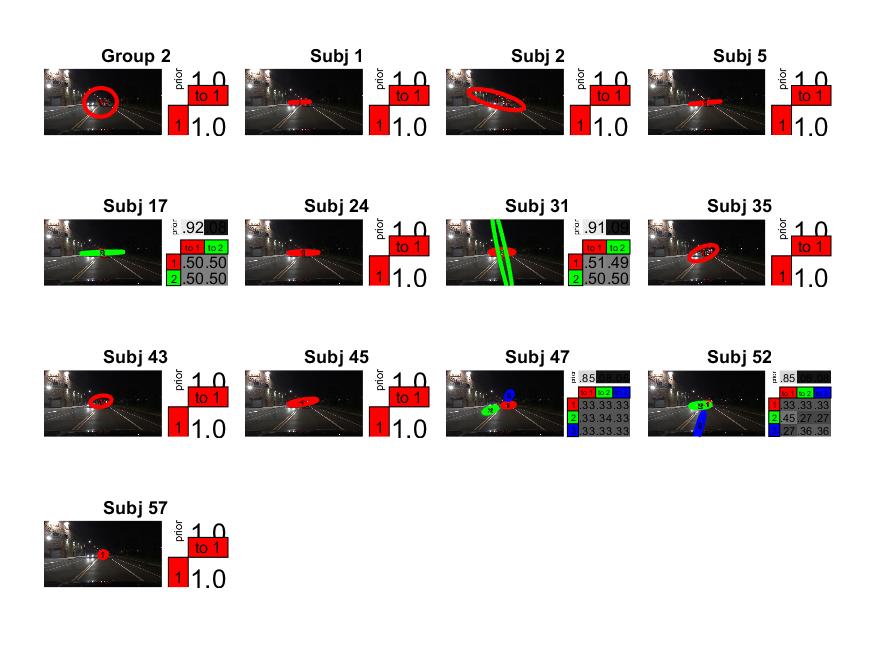 Group 2
prior 1.0
to 1
1 1.0
Subj 1
prior 1.0
to 1
1 1.0
Subj 2
prior 1.0
to 1
1 1.0
Subj 5
prior 1.0
to 1
1 1.0
Subj 17
prior .92 .08
to 1 to 2
1 .50 .50
2 .50 .50
Subj 24
prior 1.0
to 1
1 1.0
Subj 31
prior .91 .09
to 1 to 2
1 .51 .49
2 .50 .50
Subj 35
prior 1.0
to 1
1 1.0
Subj 43
prior 1.0
to 1
1 1.0
Subj 45
prior 1.0
to 1
1 1.0
Subj 47
prior .85
to 1 to 2
1 .33 .33 .33
2 .33 .34 .33
.33 .33 .33
Subj 52
prior .85
to 1 to 2
1 .33 .33 .33
2 .45 .27 .27
.27 .36 .36
Subj 57
prior 1.0
to 1
1 1.0